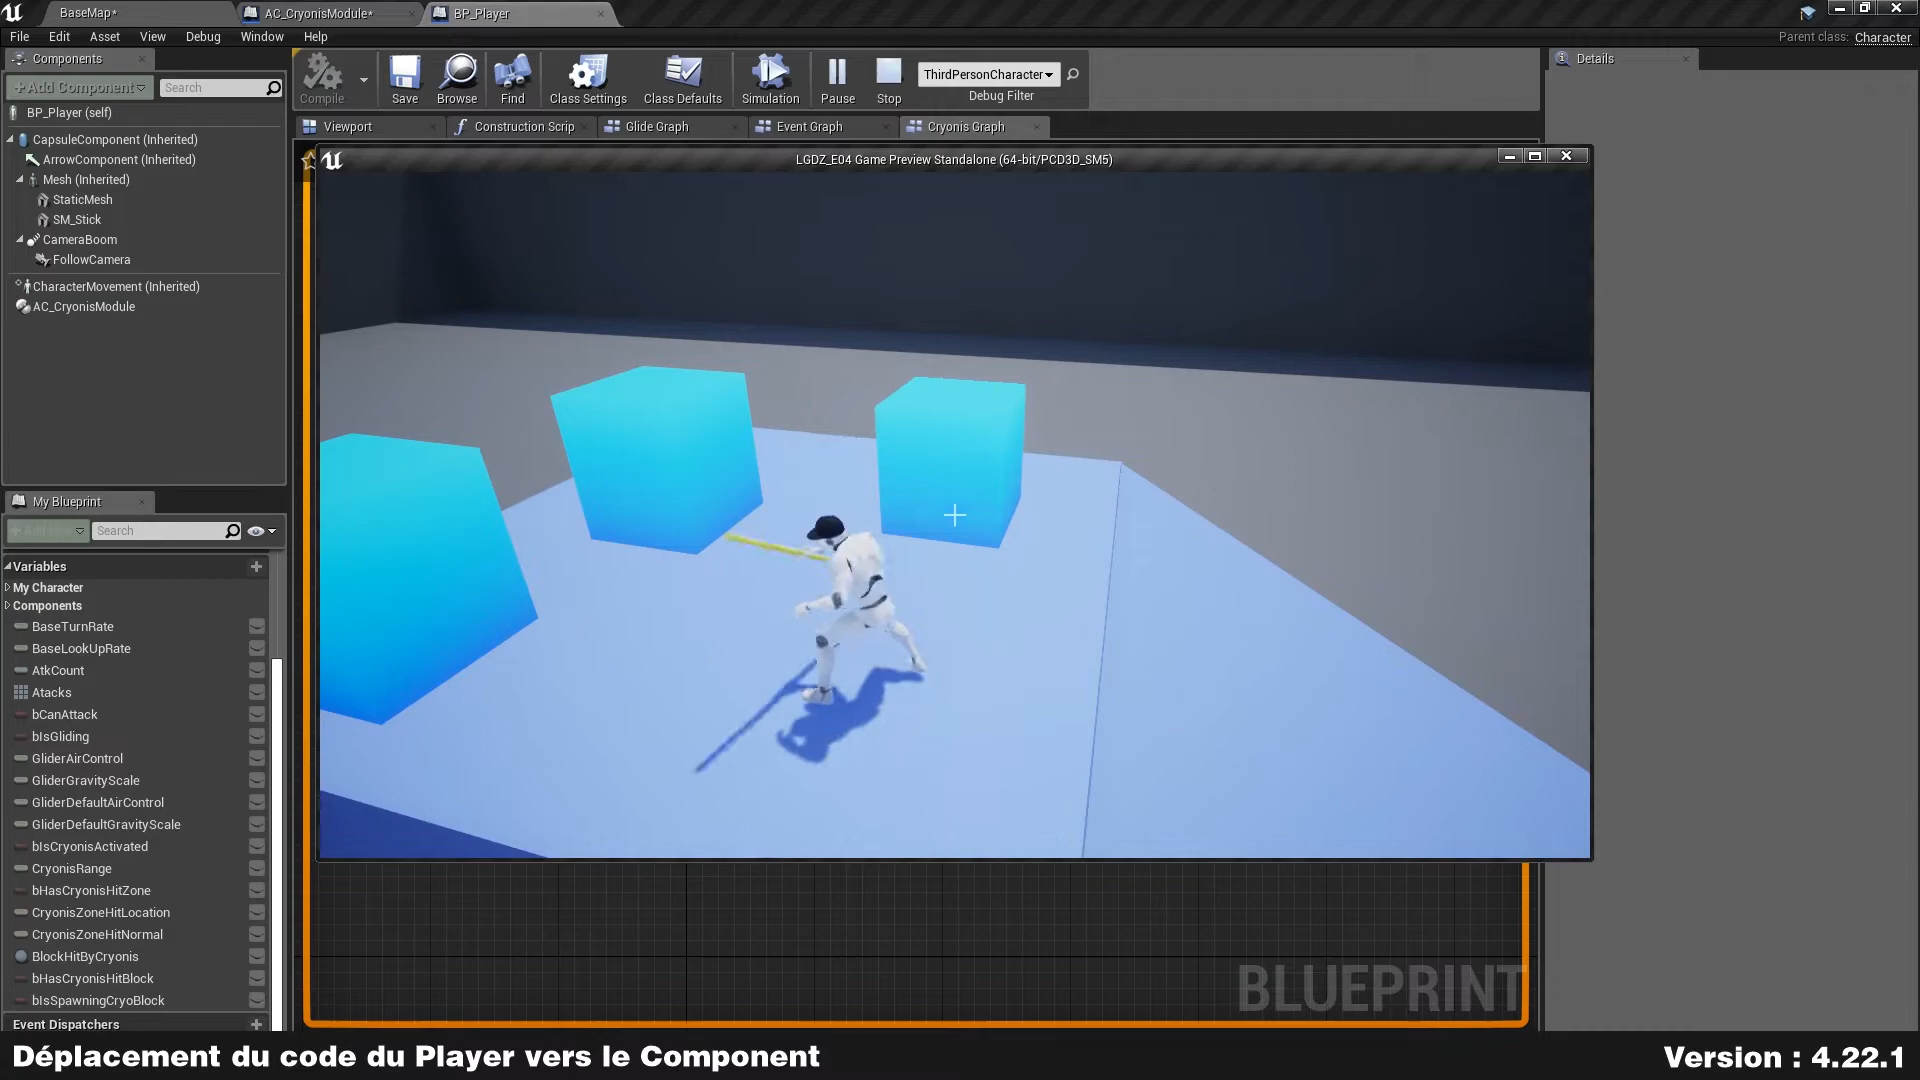 BaseMap*
AC_CryonisModule*
BP_Player
File Edit Asset View Debug Window Help
Parent class: Character
Components
Details
+Add Component
Search
Compile
Save
Browse
Find
Class Settings
Class Defaults
Simulation
Pause
Stop
ThirdPersonCharacter
Debug Filter
BP_Player (self)
Viewport
Construction Scrip
Glide Graph
Event Graph
Cryonis Graph
CapsuleComponent (Inherited)
ArrowComponent (Inherited)
Mesh (Inherited)
StaticMesh
SM_Stick
CameraBoom
FollowCamera
CharacterMovement (Inherited)
AC_CryonisModule
LGDZ_E04 Game Preview Standalone (64-bit/PCD3D_SM5)
My Blueprint
Search
Variables
My Character
Components
BaseTurnRate
BaseLookUpRate
AtkCount
Atacks
bCanAttack
bIsGliding
GliderAirControl
GliderGravityScale
GliderDefaultAirControl
GliderDefaultGravityScale
bIsCryonisActivated
CryonisRange
bHasCryonisHitZone
CryonisZoneHitLocation
CryonisZoneHitNormal
BlockHitByCryonis
bHasCryonisHitBlock
bIsSpawningCryoBlock
Event Dispatchers
BLUEPRINT
Déplacement du code du Player vers le Component
Version : 4.22.1